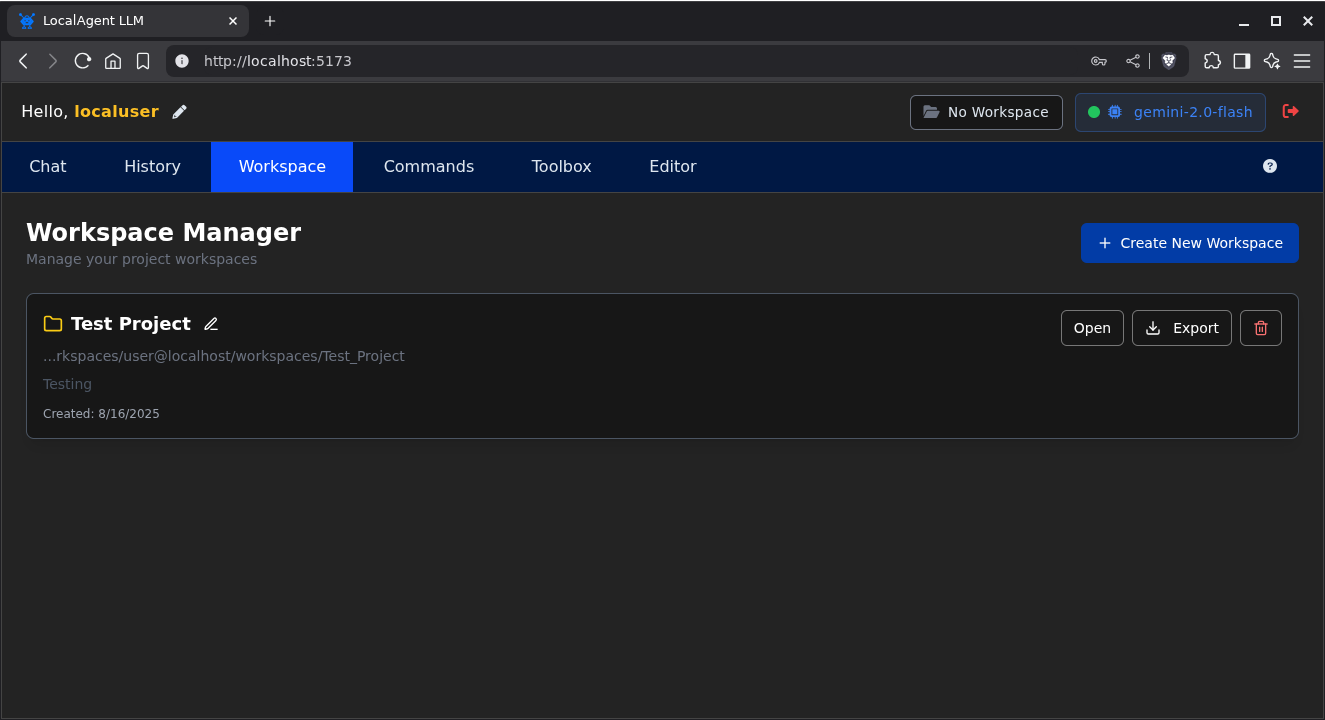 LocalAgent LLM
http://localhost:5173
Hello, localuser
No Workspace
gemini-2.0-flash
Chat
History
Workspace
Commands
Toolbox
Editor
Workspace Manager
Manage your project workspaces
Create New Workspace
Test Project
Open
Export
...rkspaces/user@localhost/workspaces/Test_Project
Testing
Created: 8/16/2025